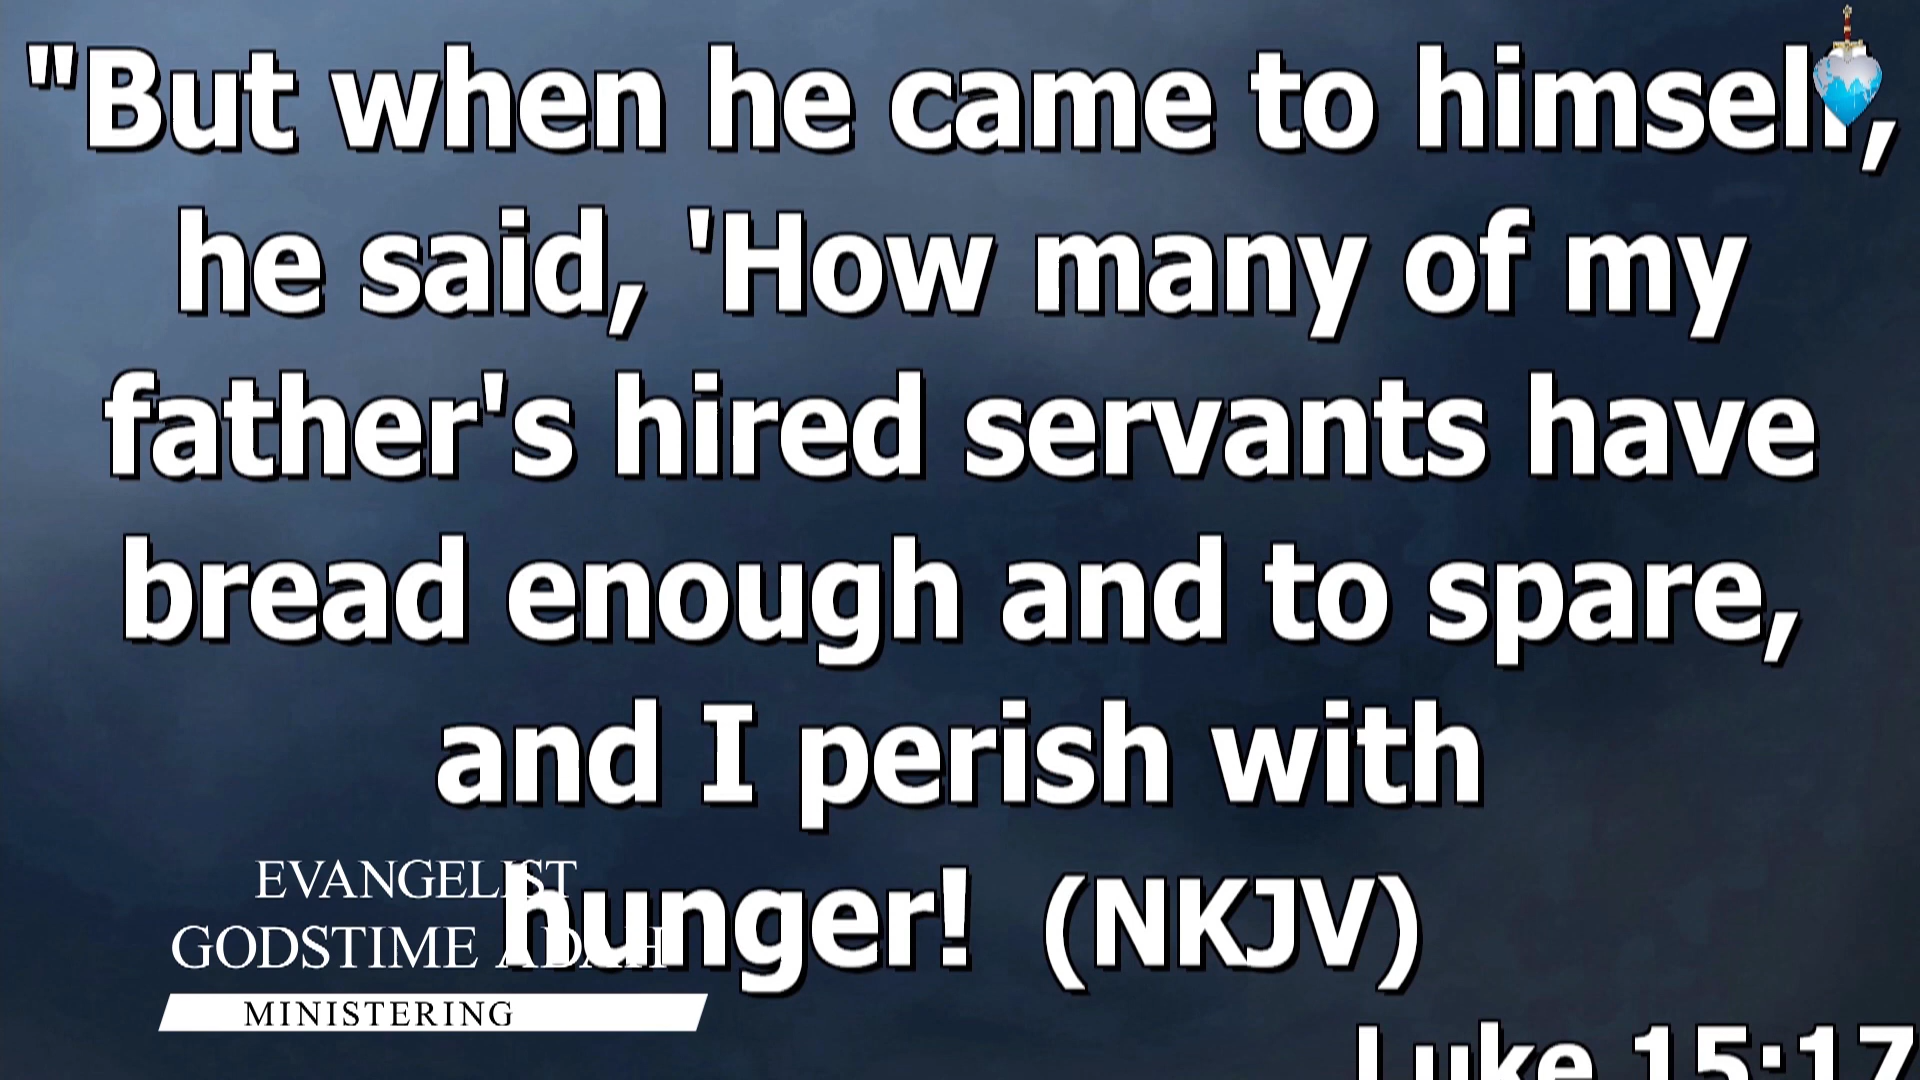 "But when he came to himself,
he said, 'How many of my
father's hired servants have
bread enough and to spare,
and I perish with
hunger! (NKJV)
Luke 15:17
EVANGELIST
GODSTIME ADAH
MINISTERING